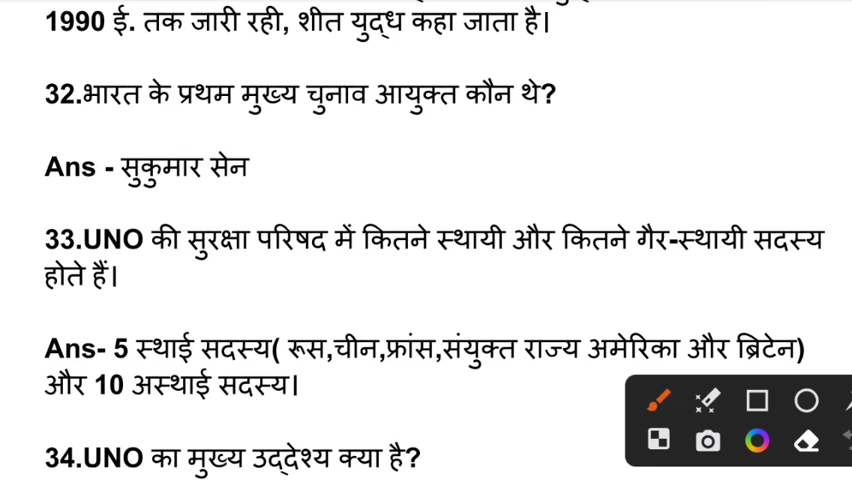 1990 ई. तक जारी रही, शीत युद्ध कहा जाता है।
32.भारत के प्रथम मुख्य चुनाव आयुक्त कौन थे?
Ans - सुकुमार सेन
33.UNO की सुरक्षा परिषद में कितने स्थायी और कितने गैर-स्थायी सदस्य
होते हैं।
Ans- 5 स्थाई सदस्य( रूस,चीन,फ्रांस,संयुक्त राज्य अमेरिका और ब्रिटेन)
और 10 अस्थाई सदस्य।
34.UNO का मुख्य उद्देश्य क्या है?